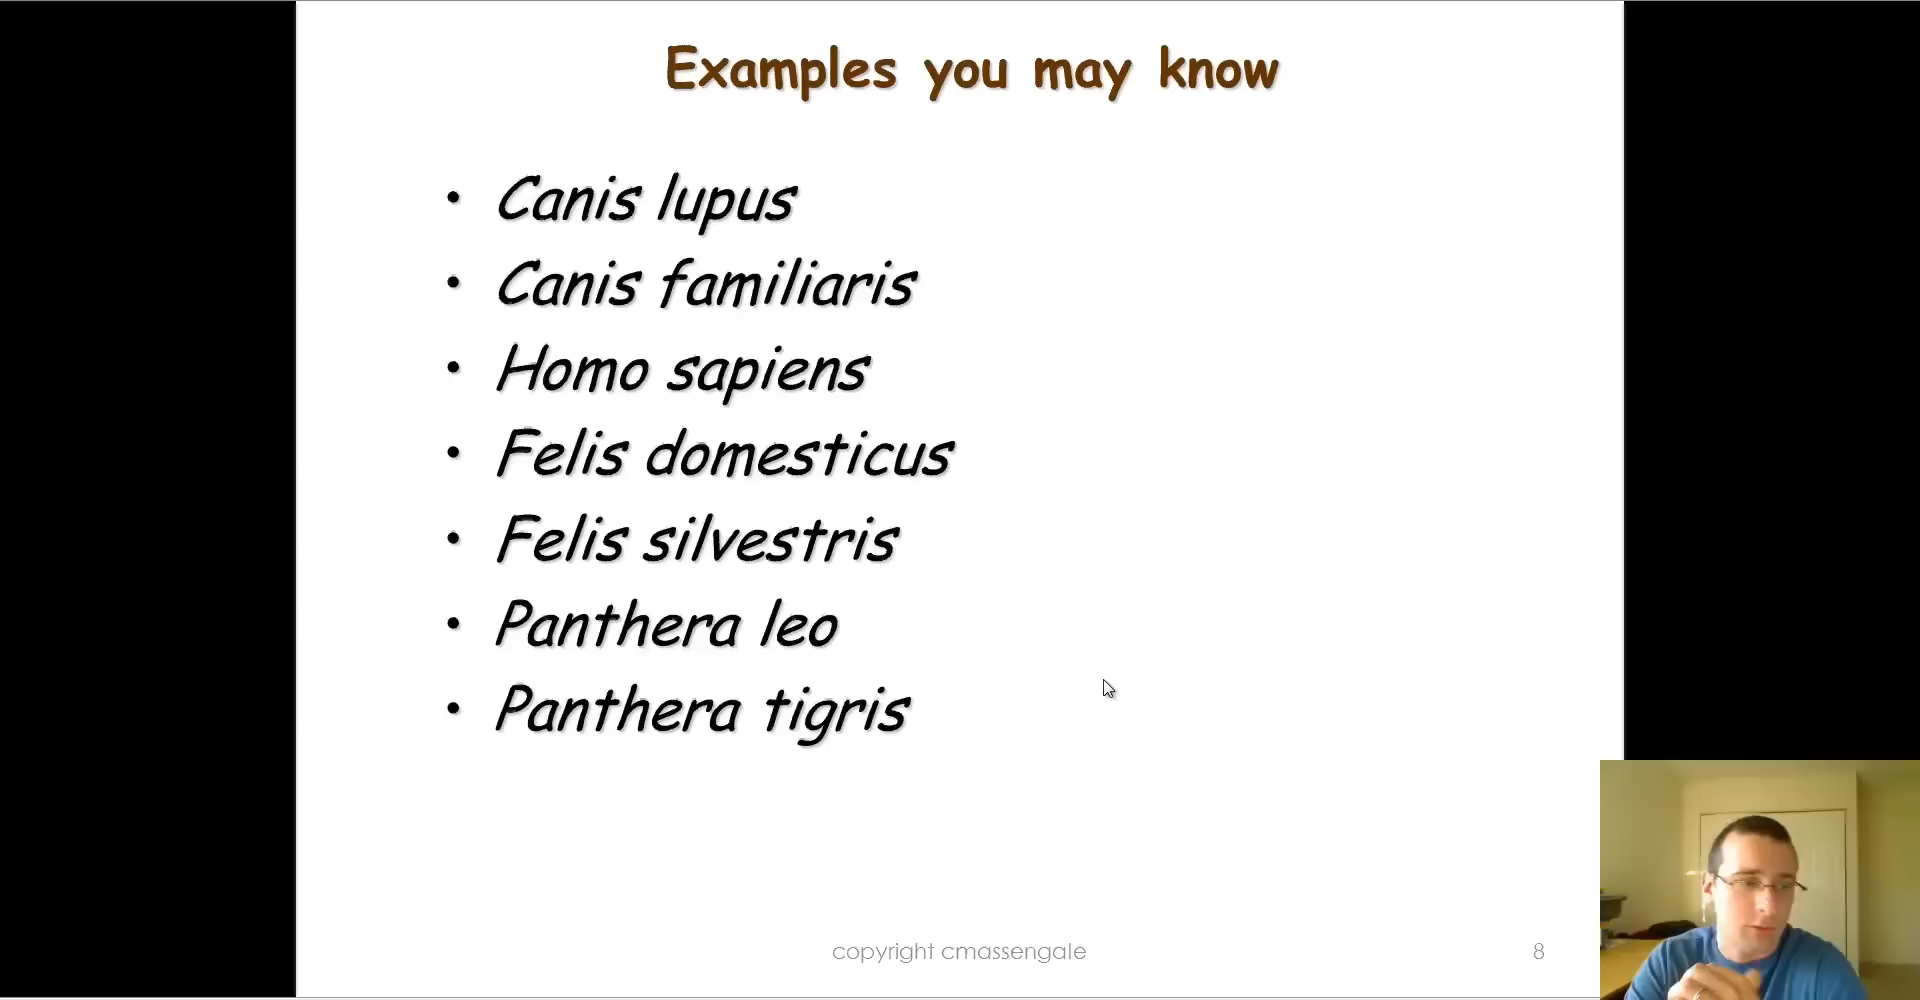 Examples you may know
• Canis lupus
• Canis familiaris
• Homo sapiens
• Felis domesticus
• Felis silvestris
• Panthera leo
• Panthera tigris
copyright cmassengale
8